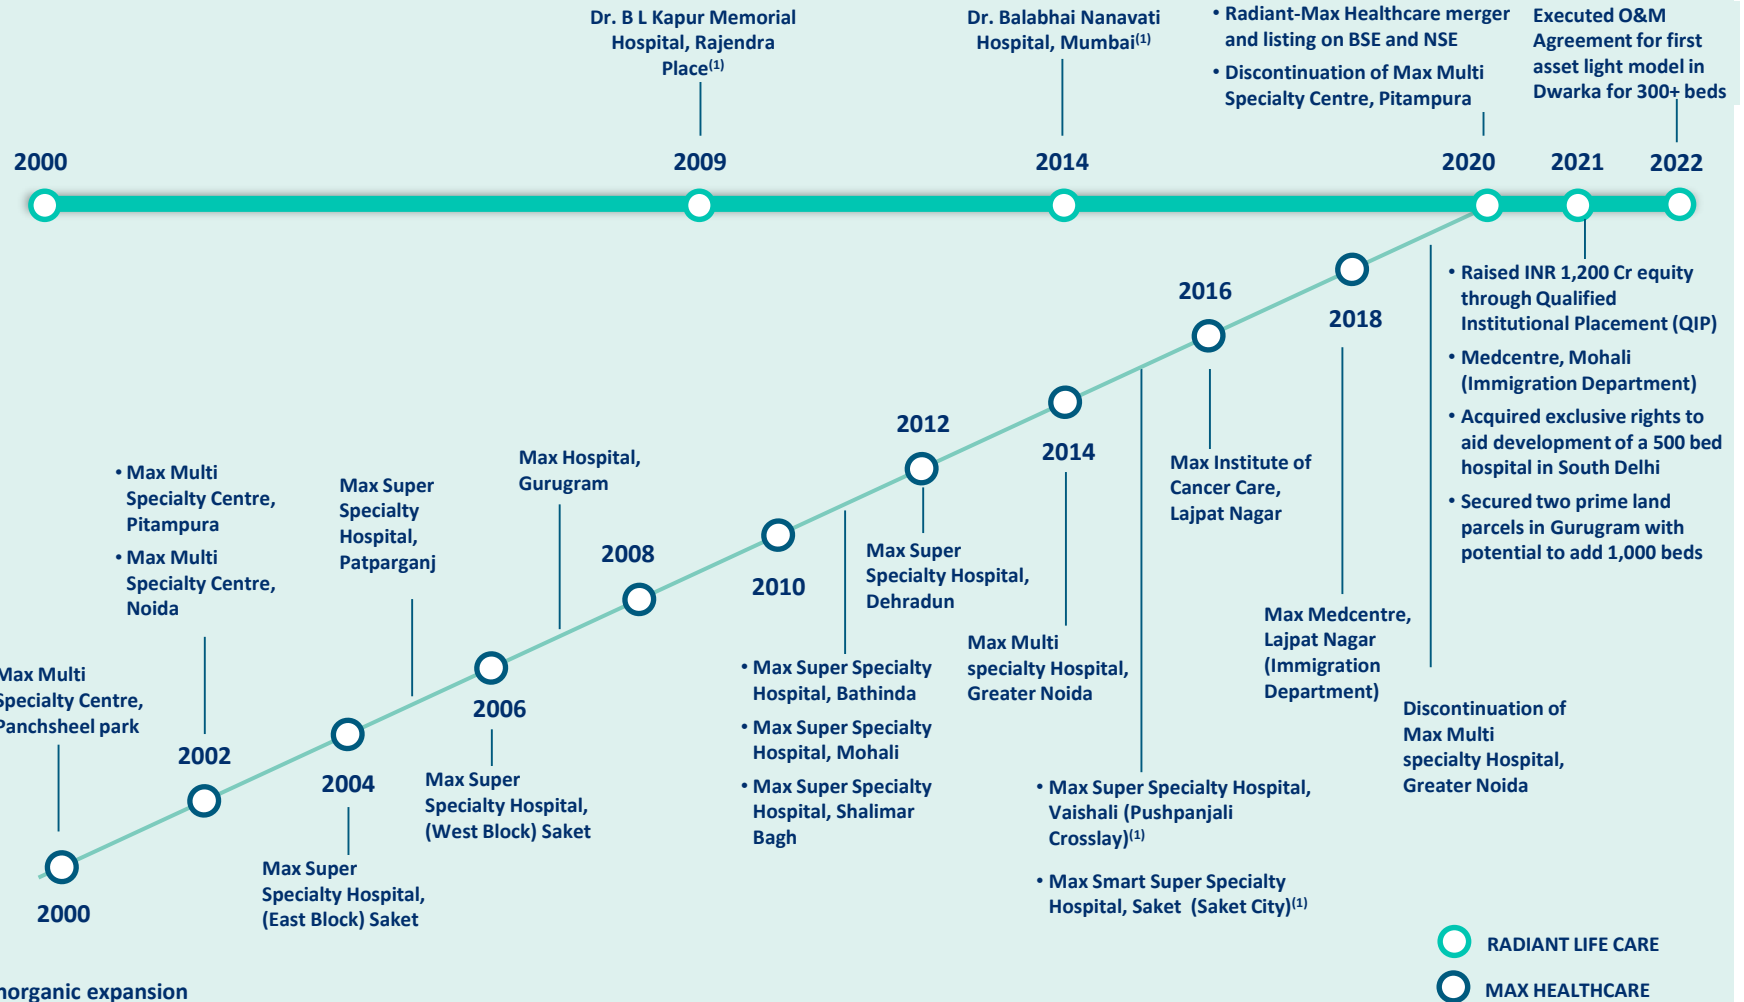 Dr. B L Kapur Memorial
Hospital, Rajendra
Place(1)
Dr. Balabhai Nanavati
Hospital, Mumbai(1)
• Radiant-Max Healthcare merger
and listing on BSE and NSE
• Discontinuation of Max Multi
Specialty Centre, Pitampura
Executed O&M
Agreement for first
asset light model in
Dwarka for 300+ beds
2000
2009
2014
2020
2021
2022
• Raised INR 1,200 Cr equity
through Qualified
Institutional Placement (QIP)
• Medcentre, Mohali
(Immigration Department)
• Acquired exclusive rights to
aid development of a 500 bed
hospital in South Delhi
• Secured two prime land
parcels in Gurugram with
potential to add 1,000 beds
Max Multi
Specialty Centre,
Panchsheel park
2000
• Max Multi
Specialty Centre,
Pitampura
• Max Multi
Specialty Centre,
Noida
2002
2004
Max Super
Specialty Hospital,
(East Block) Saket
Max Super
Specialty
Hospital,
Patparganj
2006
Max Super
Specialty Hospital,
(West Block) Saket
Max Hospital,
Gurugram
2008
2010
• Max Super Specialty
Hospital, Bathinda
• Max Super Specialty
Hospital, Mohali
• Max Super Specialty
Hospital, Shalimar
Bagh
2012
Max Super
Specialty Hospital,
Dehradun
2014
Max Multi
specialty Hospital,
Greater Noida
• Max Super Specialty Hospital,
Vaishali (Pushpanjali
Crosslay)(1)
• Max Smart Super Specialty
Hospital, Saket (Saket City)(1)
2016
Max Institute of
Cancer Care,
Lajpat Nagar
2018
Max Medcentre,
Lajpat Nagar
(Immigration
Department)
Discontinuation of
Max Multi
specialty Hospital,
Greater Noida
RADIANT LIFE CARE
MAX HEALTHCARE
norganic expansion